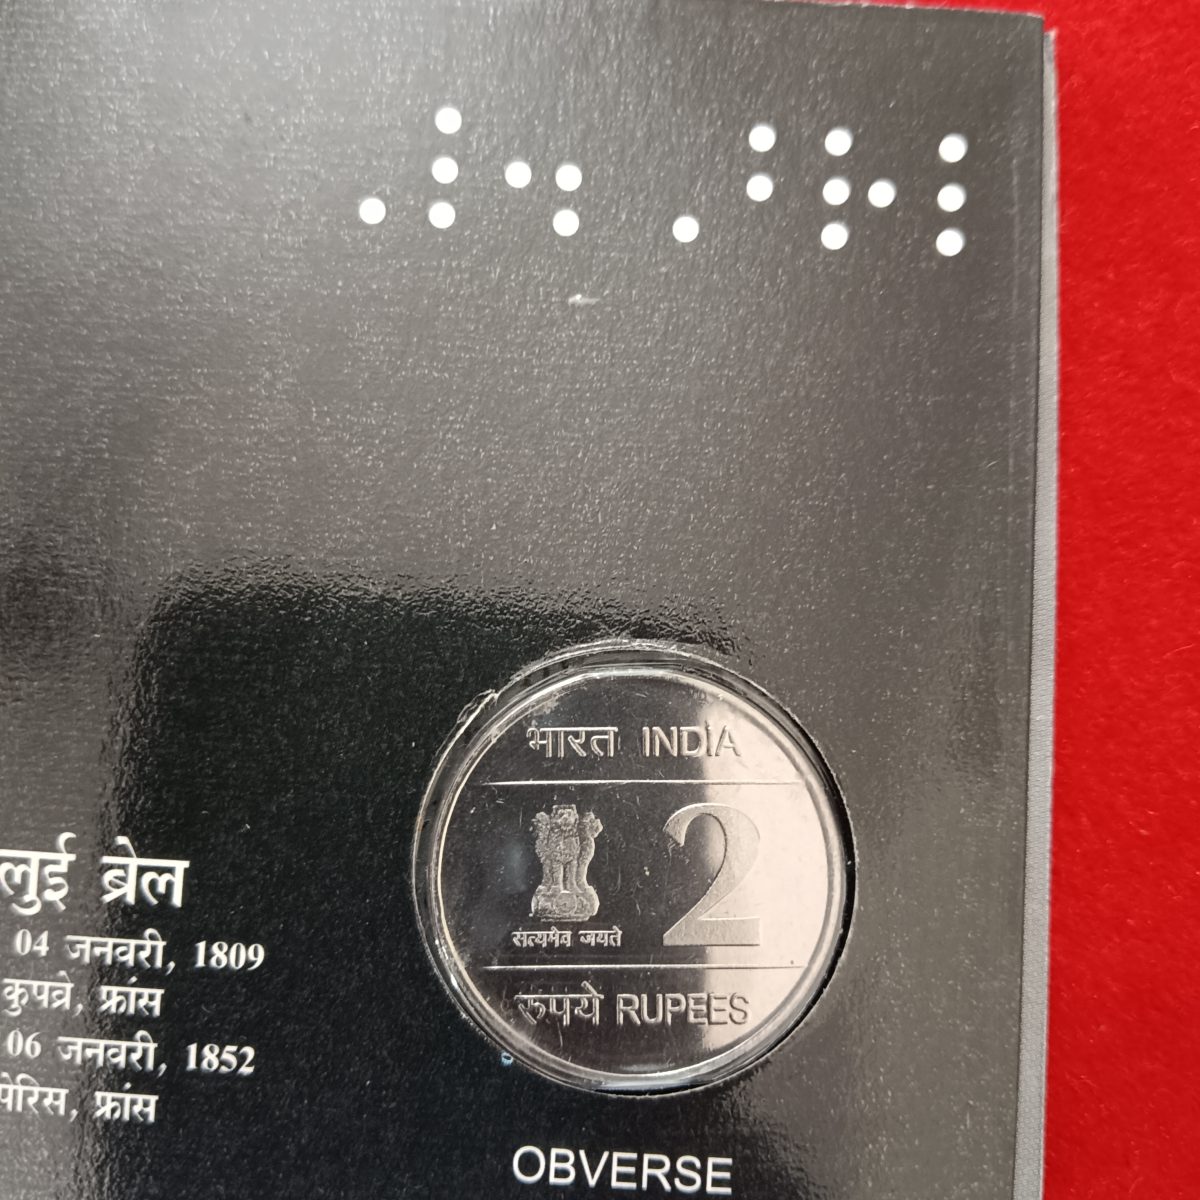 ⠠⠇⠲ ⠠⠃⠗⠇
लुई ब्रेल
04 जनवरी, 1809
कुपव्रे, फ्रांस
06 जनवरी, 1852
पेरिस, फ्रांस
भारत INDIA
2
सत्यमेव जयते
रुपये RUPEES
OBVERSE